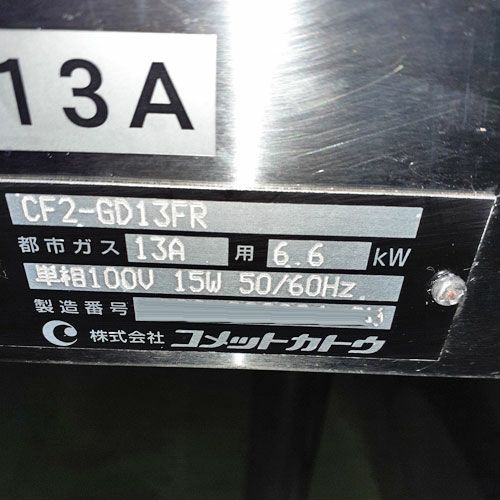 13A
CF2-GD13FR
都市ガス 13A 用 6.6 kW
単相100V 15W 50/60Hz
製造番号
株式会社 コメットカトウ